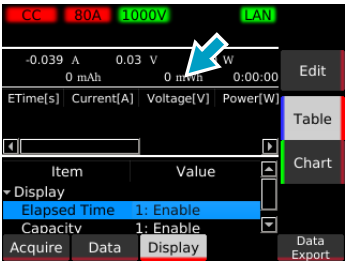 CC 80A 1000V LAN
-0.039 A 0.03 V W
0 mAh 0 mWh 0:00:00
Edit
ETime[s] Current[A] Voltage[V] Power[W]
Table
Chart
Item Value
Display
Elapsed Time 1: Enable
Capacity 1: Enable
Acquire Data Display Data Export